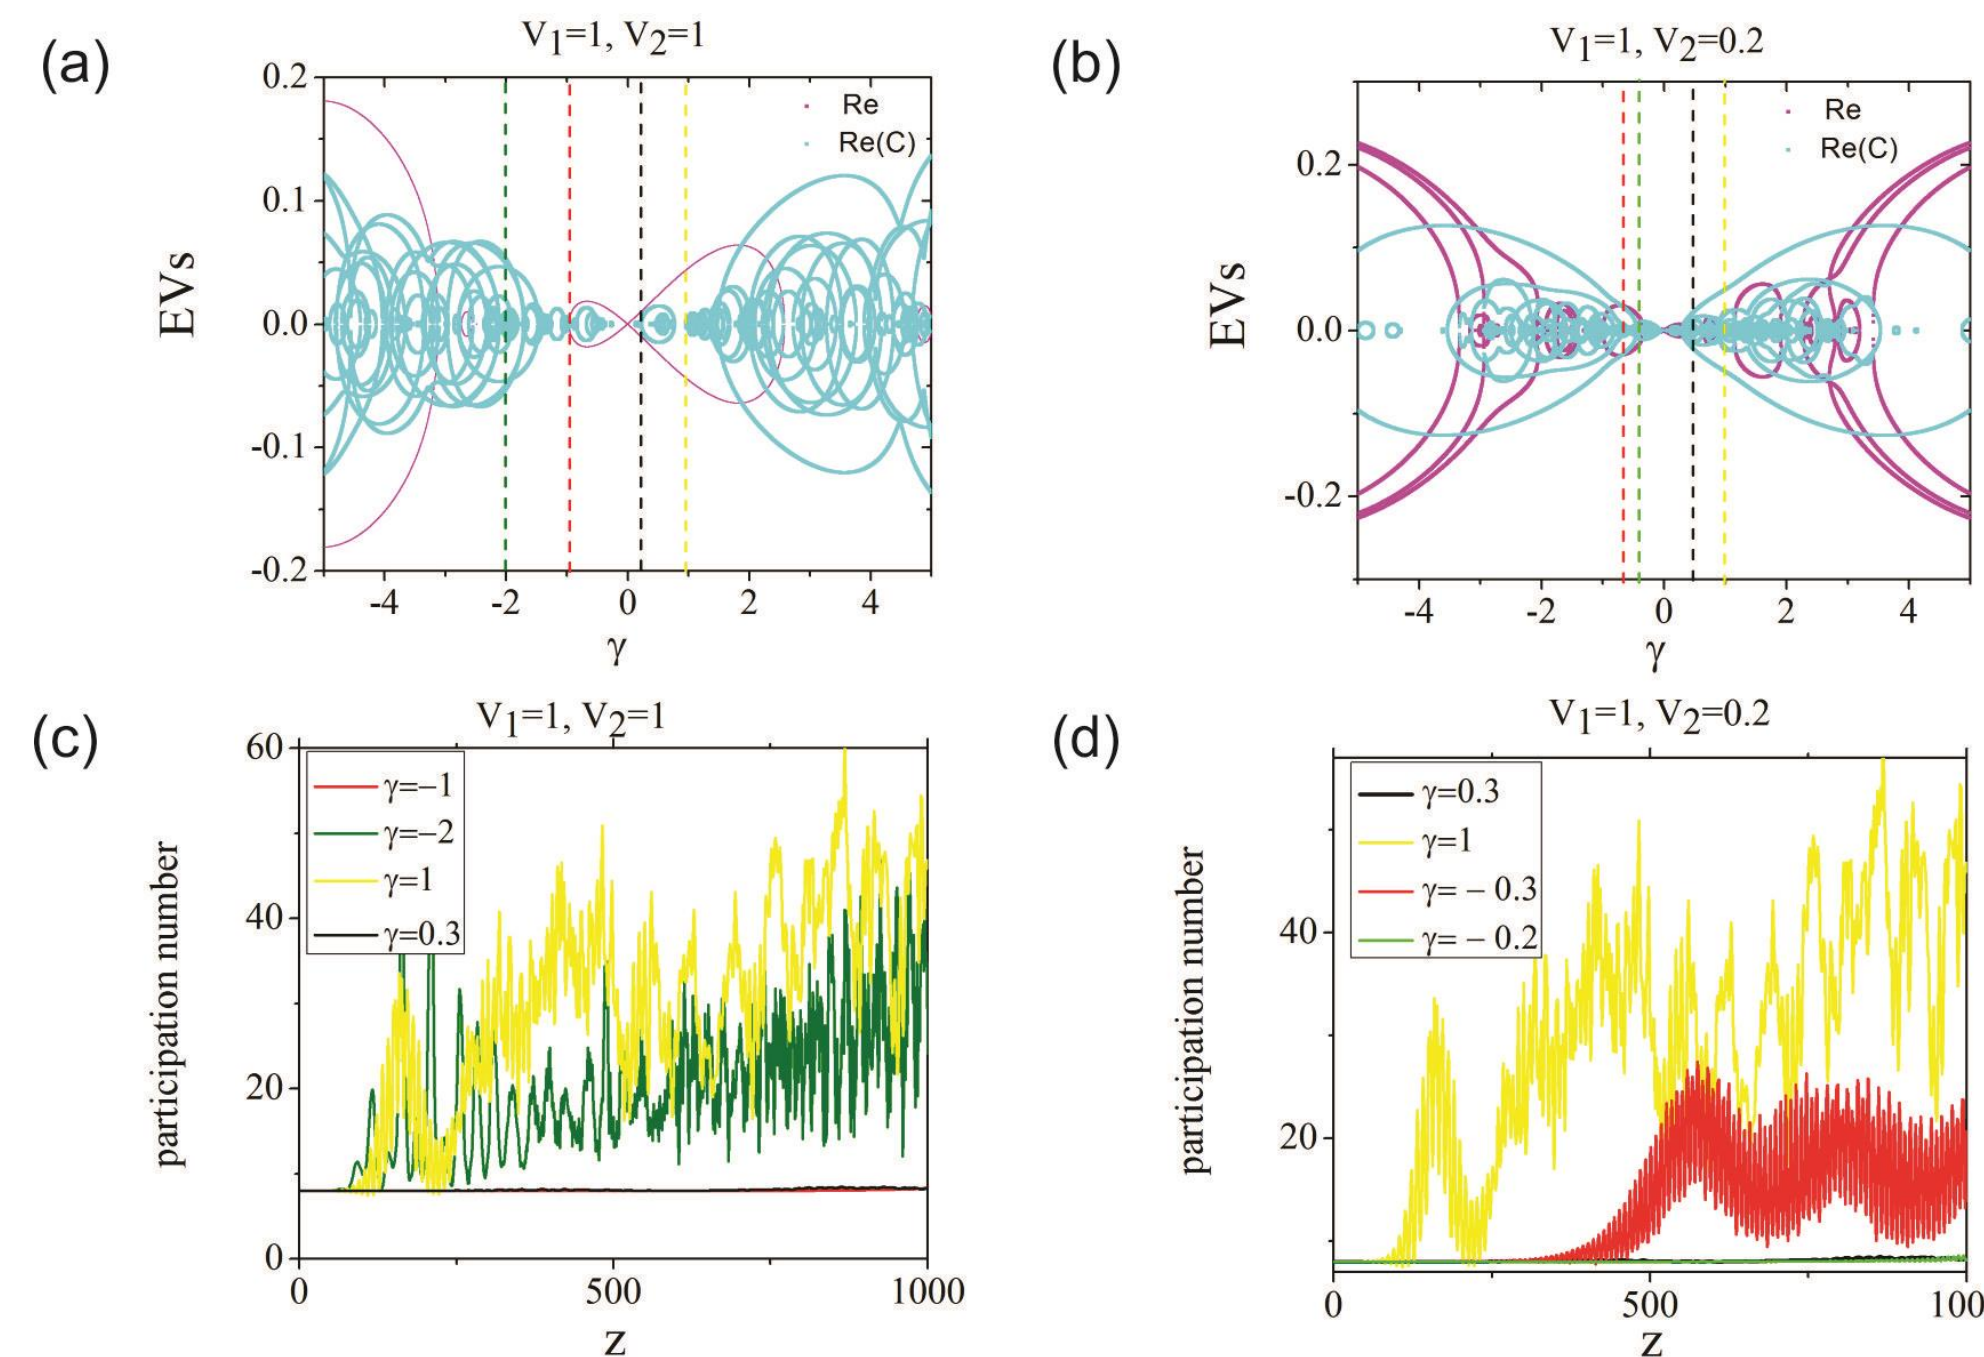 (a)
V1=1, V2=1
0.2
0.1
0.0
-0.1
-0.2
EVs
Re
Re(C)
-4 -2 0 2 4
γ
(b)
V1=1, V2=0.2
0.2
0.0
-0.2
EVs
Re
Re(C)
-4 -2 0 2 4
γ
(c)
V1=1, V2=1
60
40
20
0
participation number
γ=−1
γ=−2
γ=1
γ=0.3
0 500 1000
z
(d)
V1=1, V2=0.2
40
20
participation number
γ=0.3
γ=1
γ= − 0.3
γ= − 0.2
0 500 100
z